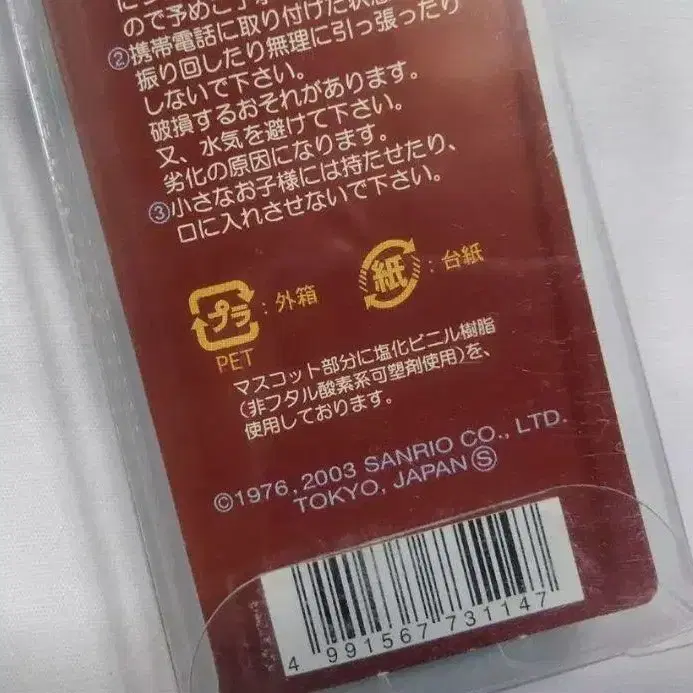 ので予めご了承
②携帯電話に取り付けた状態
振り回したり無理に引っ張ったり
しないで下さい。
破損するおそれがあります。
又、水気を避けて下さい。
劣化の原因になります。
③小さなお子様には持たせたり、
口に入れさせないで下さい。
プラ:外箱
PET
紙:台紙
マスコット部分に塩化ビニル樹脂
(非フタル酸素系可塑剤使用)を、
使用しております。
©1976, 2003 SANRIO CO., LTD.
TOKYO, JAPAN Ⓢ
4 991567 731147